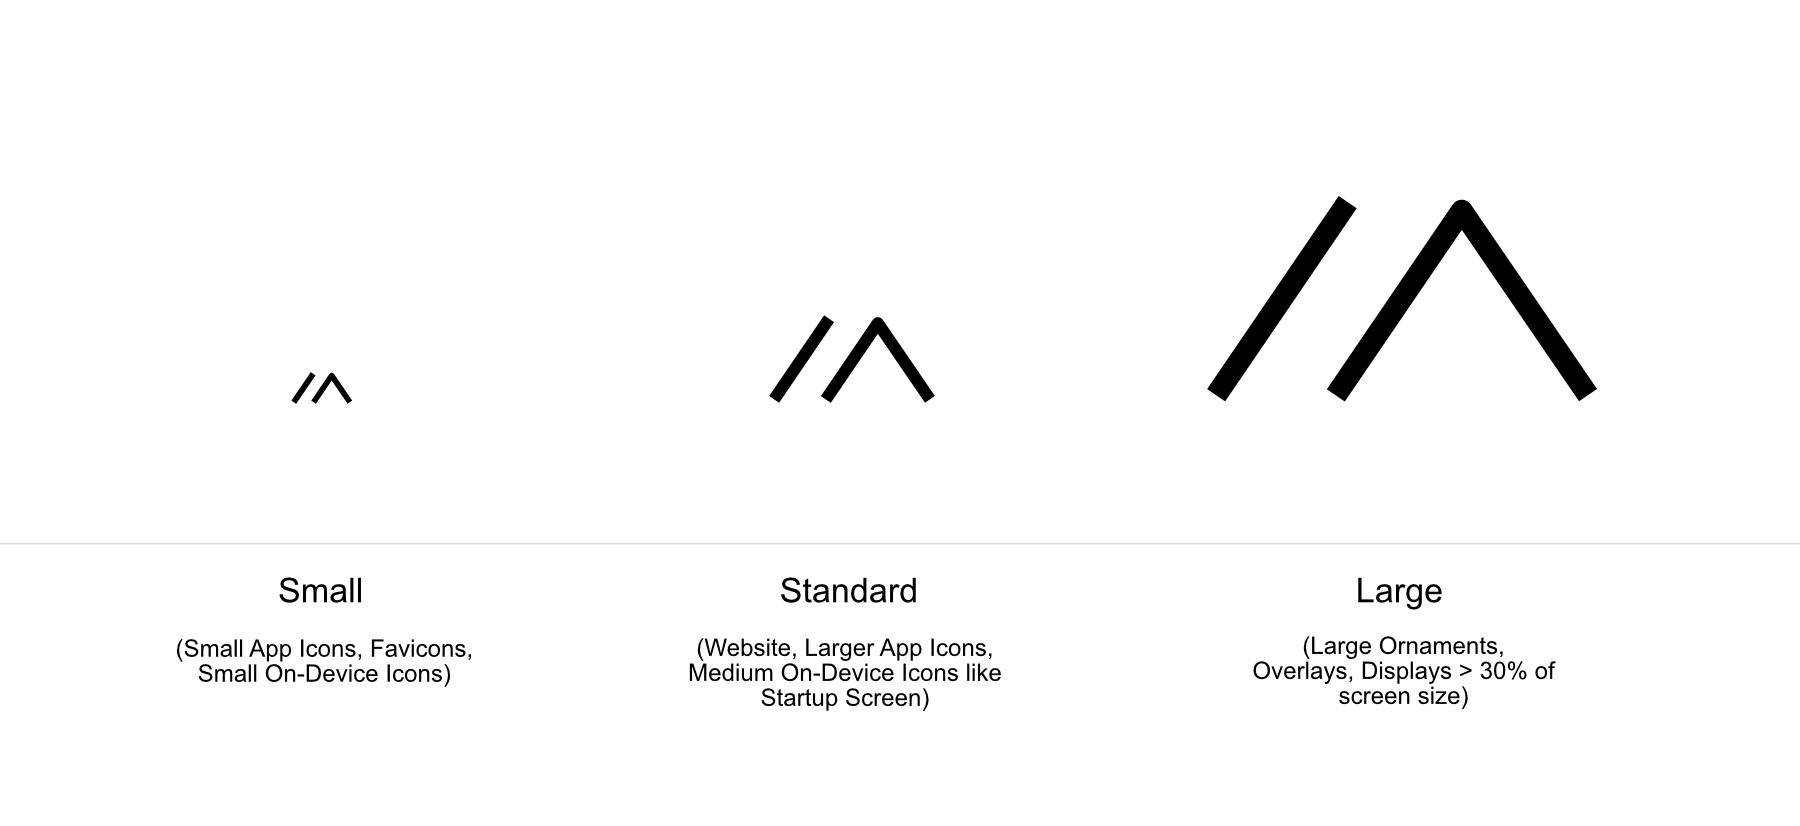 Small
(Small App Icons, Favicons,
Small On-Device Icons)
Standard
(Website, Larger App Icons,
Medium On-Device Icons like
Startup Screen)
Large
(Large Ornaments,
Overlays, Displays > 30% of
screen size)